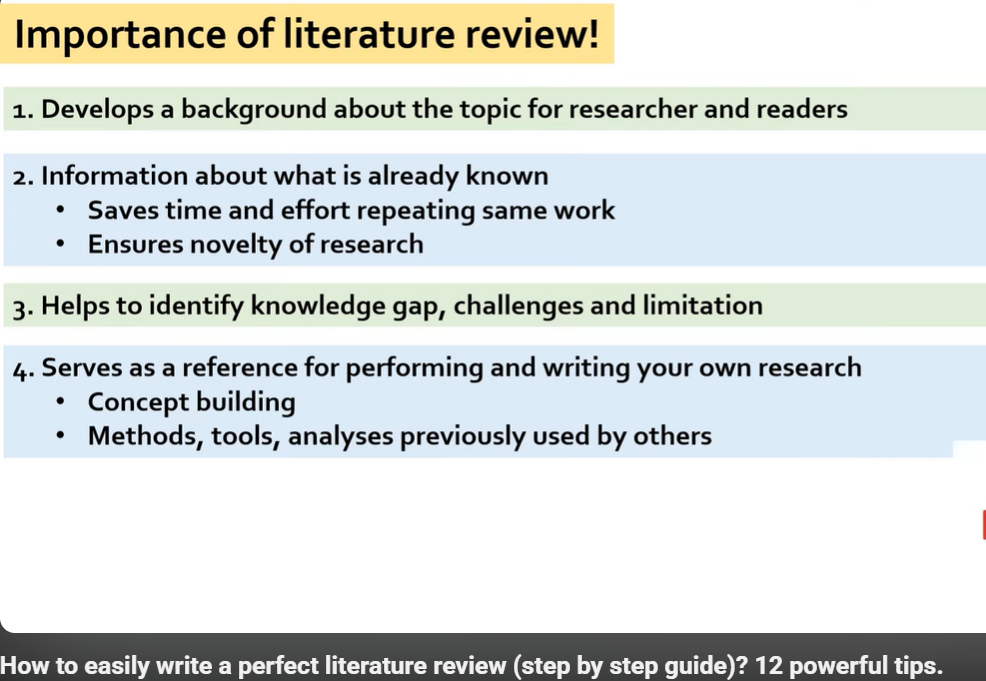 Importance of literature review!
1. Develops a background about the topic for researcher and readers
2. Information about what is already known
• Saves time and effort repeating same work
• Ensures novelty of research
3. Helps to identify knowledge gap, challenges and limitation
4. Serves as a reference for performing and writing your own research
• Concept building
• Methods, tools, analyses previously used by others
How to easily write a perfect literature review (step by step guide)? 12 powerful tips.